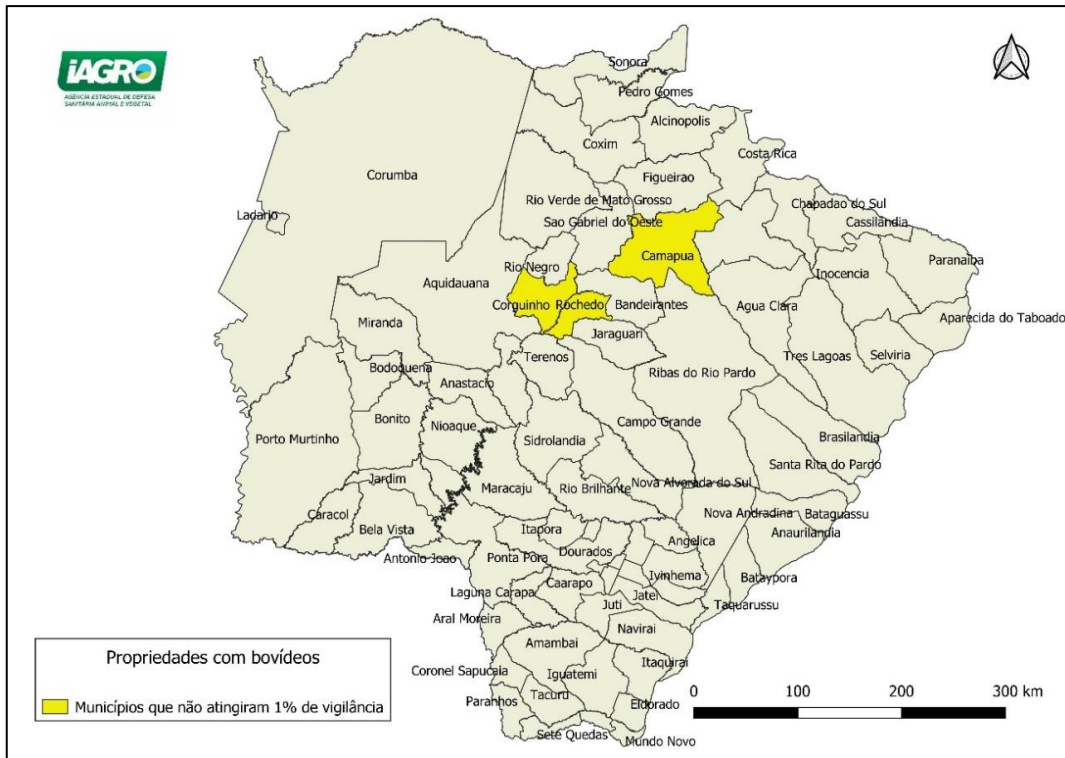 iAGRO
AGÊNCIA ESTADUAL DE DEFESA
SANITÁRIA ANIMAL E VEGETAL
Sonora
Pedro Gomes
Alcinopolis
Coxim
Costa Rica
Corumba
Figueirao
Rio Verde de Mato Grosso
Chapadao do Sul
Ladario
Sao Gabriel do Oeste
Cassilândia
Camapua
Paranaiba
Rio Negro
Inocencia
Aquidauana
Corguinho
Rochedo
Bandeirantes
Agua Clara
Aparecida do Taboado
Miranda
Jaraguari
Terenos
Tres Lagoas
Selviria
Bodoquena
Anastacio
Ribas do Rio Pardo
Bonito
Nioaque
Campo Grande
Porto Murtinho
Sidrolandia
Brasilandia
Santa Rita do Pardo
Jardim
Maracaju
Rio Brilhante
Nova Alvorada do Sul
Caracol
Nova Andradina
Bataguassu
Bela Vista
Itapora
Anaurilandia
Angelica
Antonio Joao
Ponta Pora
Dourados
Ivinhema
Bataypora
Caarapo
Laguna Carapa
Jatei
Juti
Taquarussu
Aral Moreira
Navirai
Amambai
Propriedades com bovídeos
Itaquirai
Coronel Sapucaia
Iguatemi
0
100
200
300 km
Paranhos
Tacuru
Eldorado
Municípios que não atingiram 1% de vigilância
Sete Quedas
Mundo Novo